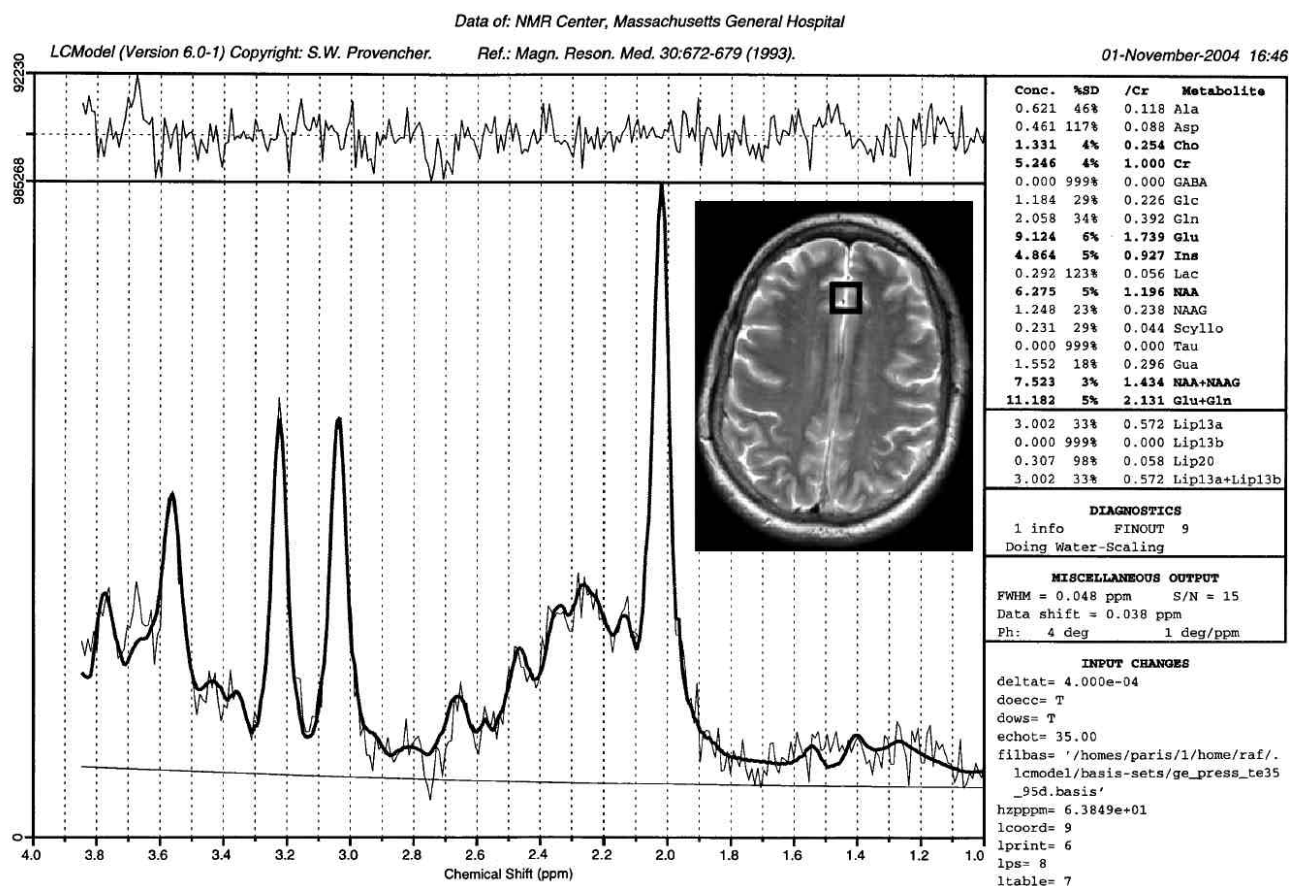 Data of: NMR Center, Massachusetts General Hospital
LCModel (Version 6.0-1) Copyright: S.W. Provencher. Ref.: Magn. Reson. Med. 30:672-679 (1993). 01-November-2004 16:46
92230
985268
0
4.0 3.8 3.6 3.4 3.2 3.0 2.8 2.6 2.4 2.2 2.0 1.8 1.6 1.4 1.2 1.0
Chemical Shift (ppm)
Conc. %SD /Cr Metabolite
0.621 46% 0.118 Ala
0.461 117% 0.088 Asp
1.331 4% 0.254 Cho
5.246 4% 1.000 Cr
0.000 999% 0.000 GABA
1.184 29% 0.226 Glc
2.058 34% 0.392 Gln
9.124 6% 1.739 Glu
4.864 5% 0.927 Ins
0.292 123% 0.056 Lac
6.275 5% 1.196 NAA
1.248 23% 0.238 NAAG
0.231 29% 0.044 Scyllo
0.000 999% 0.000 Tau
1.552 18% 0.296 Gua
7.523 3% 1.434 NAA+NAAG
11.182 5% 2.131 Glu+Gln
3.002 33% 0.572 Lip13a
0.000 999% 0.000 Lip13b
0.307 98% 0.058 Lip20
3.002 33% 0.572 Lip13a+Lip13b
DIAGNOSTICS
1 info FINOUT 9
Doing Water-Scaling
MISCELLANEOUS OUTPUT
FWHM = 0.048 ppm S/N = 15
Data shift = 0.038 ppm
Ph: 4 deg 1 deg/ppm
INPUT CHANGES
deltat= 4.000e-04
doecc= T
dows= T
echot= 35.00
filbas= '/homes/paris/1/home/raf/.
lcmodel/basis-sets/ge_press_te35
_95d.basis'
hzpppm= 6.3849e+01
lcoord= 9
lprint= 6
lps= 8
ltable= 7